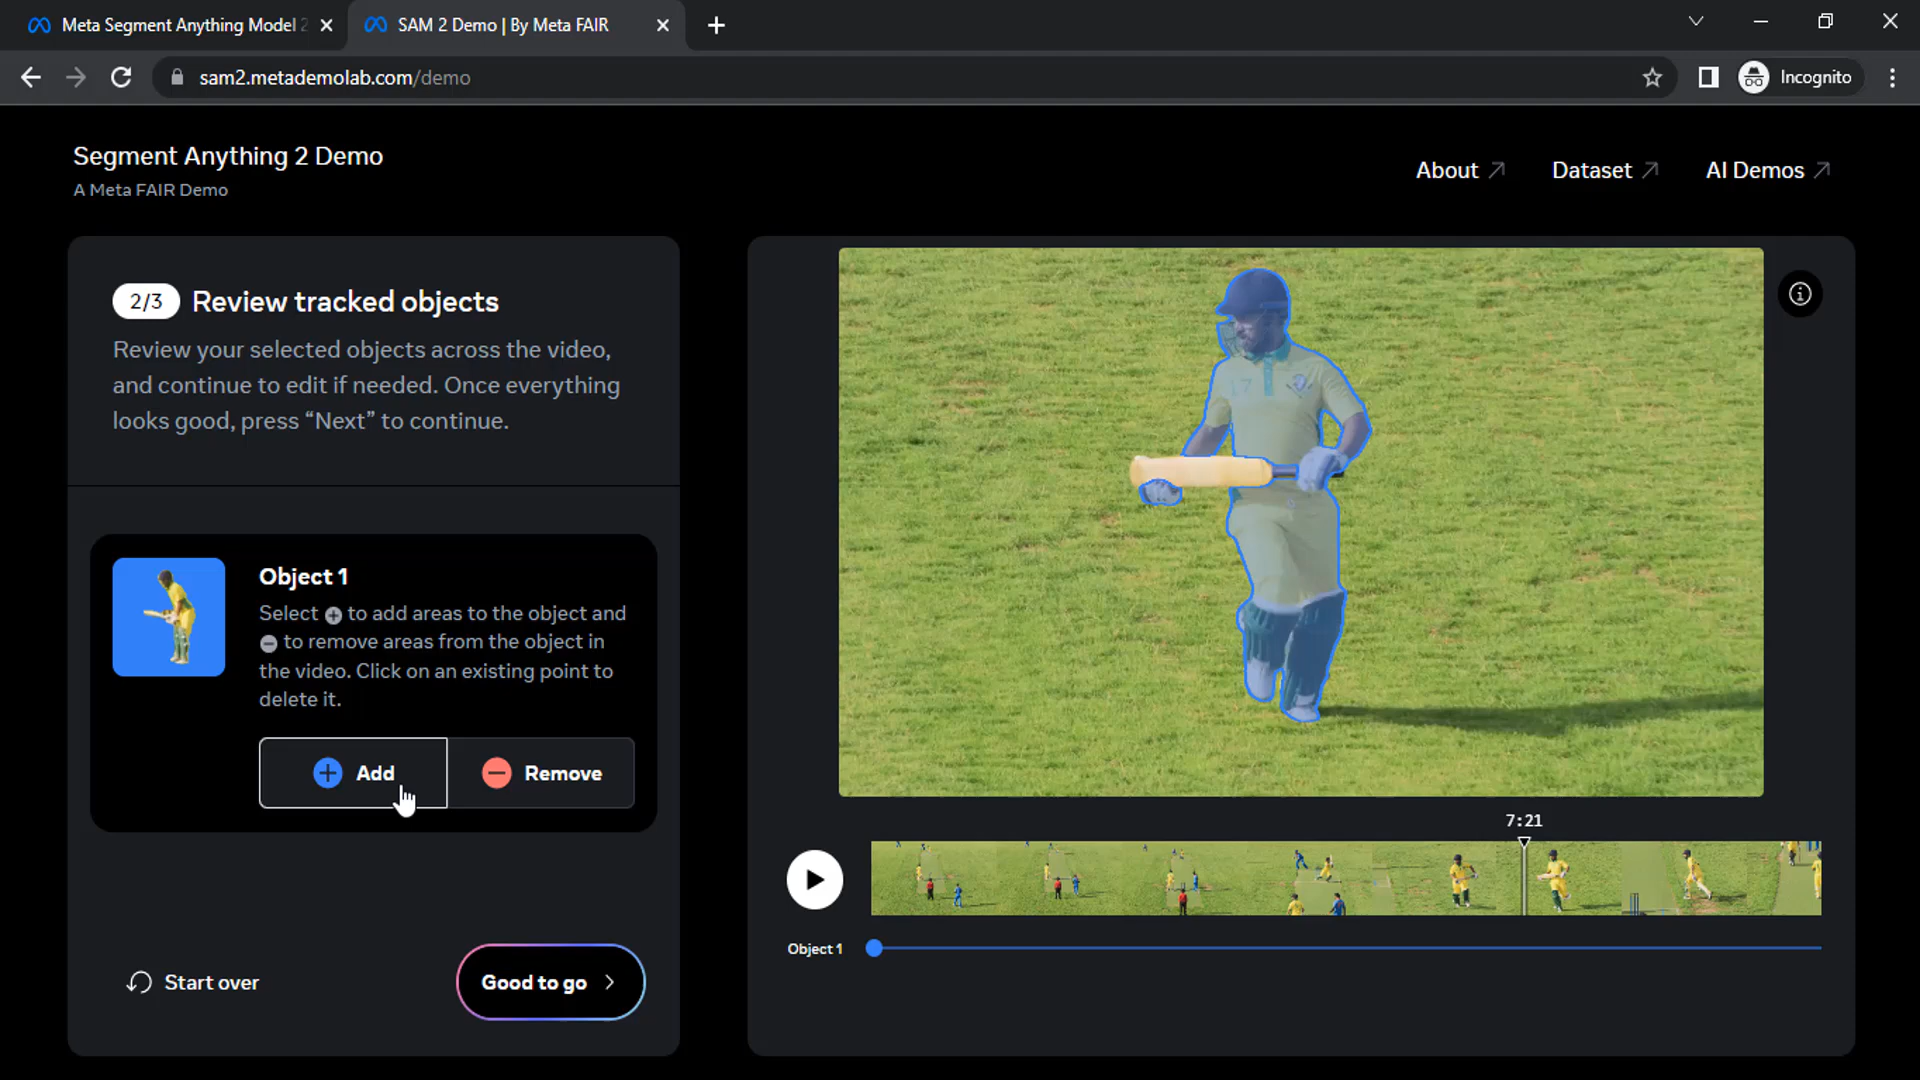 Meta Segment Anything Model 2
SAM 2 Demo | By Meta FAIR
sam2.metademolab.com/demo
Incognito
Segment Anything 2 Demo
A Meta FAIR Demo
About
Dataset
AI Demos
2/3 Review tracked objects
Review your selected objects across the video,
and continue to edit if needed. Once everything
looks good, press “Next” to continue.
Object 1
Select + to add areas to the object and
− to remove areas from the object in
the video. Click on an existing point to
delete it.
Add
Remove
Start over
Good to go
17
7:21
Object 1